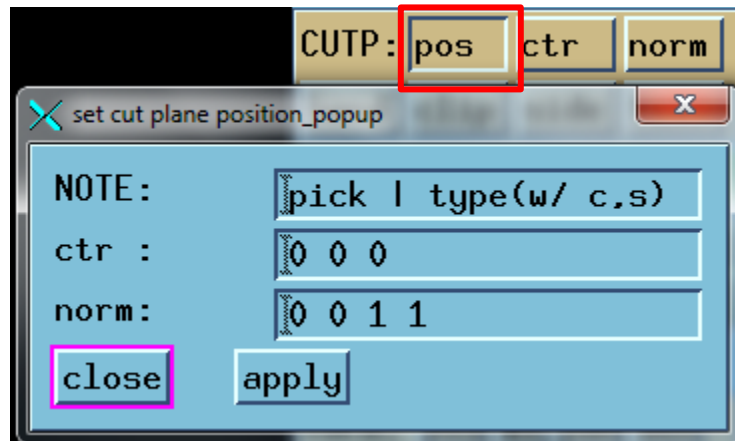 CUTP: pos ctr norm
set cut plane position_popup
NOTE: pick | type(w/ c,s)
ctr : 0 0 0
norm: 0 0 1 1
close apply